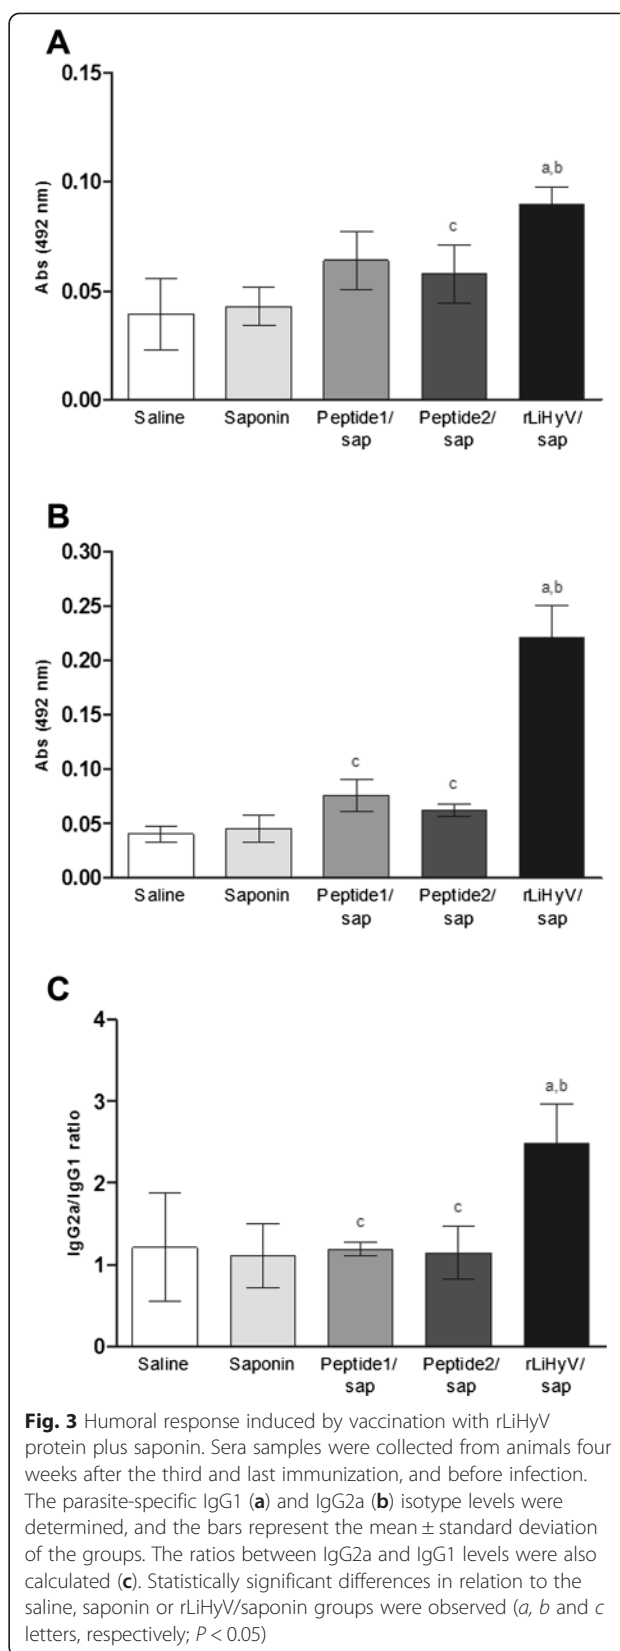 A
0.15
0.10
0.05
0.00
Abs (492 nm)
a,b
c
Saline Saponin Peptide1/ Peptide2/ rLiHyV/
sap sap sap
B
0.30
0.25
0.20
0.15
0.10
0.05
0.00
Abs (492 nm)
a,b
c c
Saline Saponin Peptide1/ Peptide2/ rLiHyV/
sap sap sap
C
4
3
2
1
0
IgG2a/IgG1 ratio
a,b
c c
Saline Saponin Peptide1/ Peptide2/ rLiHyV/
sap sap sap
Fig. 3 Humoral response induced by vaccination with rLiHyV
protein plus saponin. Sera samples were collected from animals four
weeks after the third and last immunization, and before infection.
The parasite-specific IgG1 (a) and IgG2a (b) isotype levels were
determined, and the bars represent the mean ± standard deviation
of the groups. The ratios between IgG2a and IgG1 levels were also
calculated (c). Statistically significant differences in relation to the
saline, saponin or rLiHyV/saponin groups were observed (a, b and c
letters, respectively; P < 0.05)